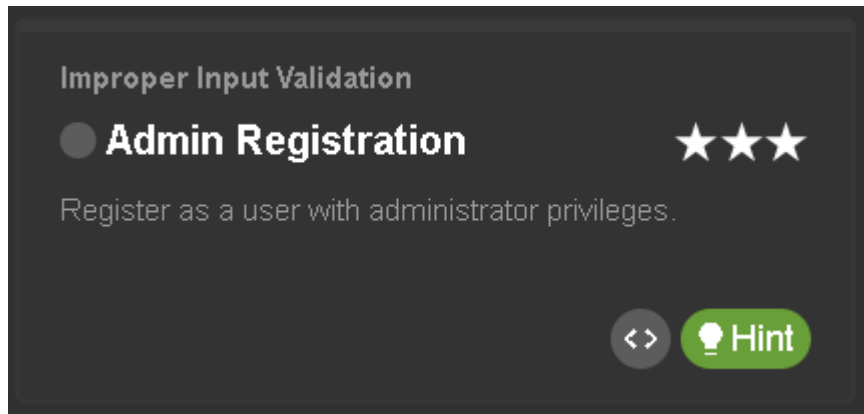 Improper Input Validation
Admin Registration ★★★
Register as a user with administrator privileges.
<> Hint